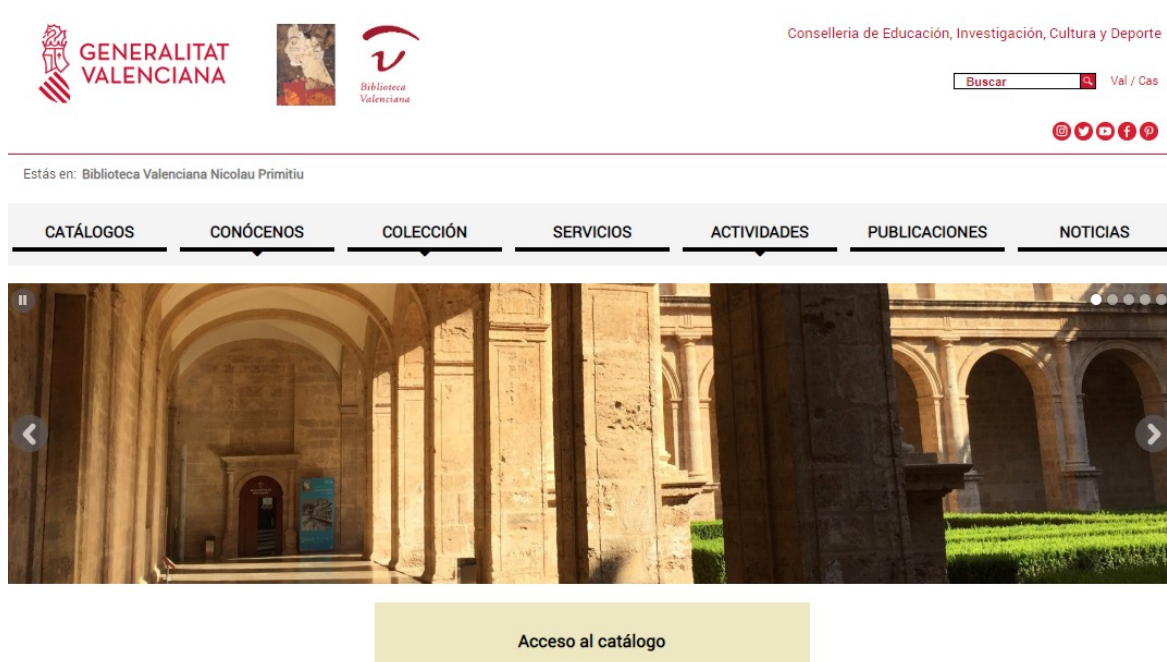 GENERALITAT
VALENCIANA
Biblioteca
Valenciana
Conselleria de Educación, Investigación, Cultura y Deporte
Buscar
Val / Cas
Estás en: Biblioteca Valenciana Nicolau Primitiu
CATÁLOGOS CONÓCENOS COLECCIÓN SERVICIOS ACTIVIDADES PUBLICACIONES NOTICIAS
Acceso al catálogo